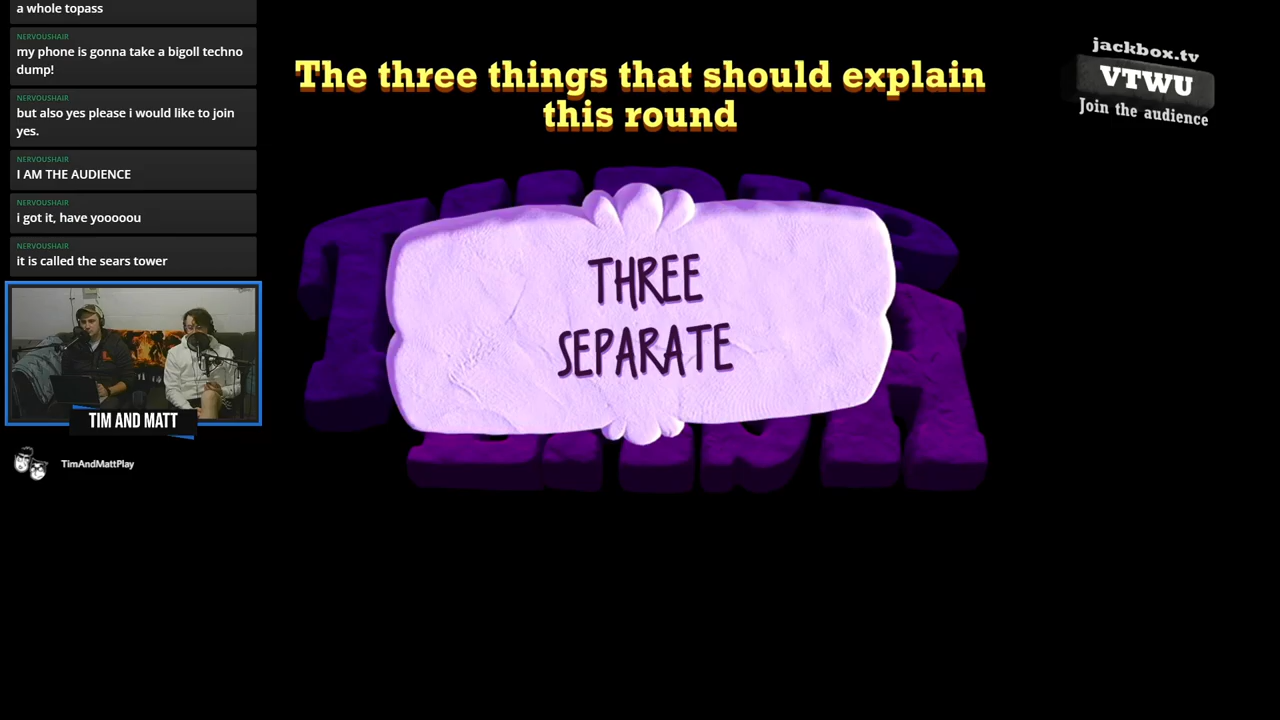 a whole topass
NERVOUSHAIR
my phone is gonna take a bigoll techno
dump!
NERVOUSHAIR
but also yes please i would like to join
yes.
NERVOUSHAIR
I AM THE AUDIENCE
NERVOUSHAIR
i got it, have yooooou
NERVOUSHAIR
it is called the sears tower
TIM AND MATT
TimAndMattPlay
The three things that should explain
this round
THREE
SEPARATE
jackbox.tv
VTWU
Join the audience